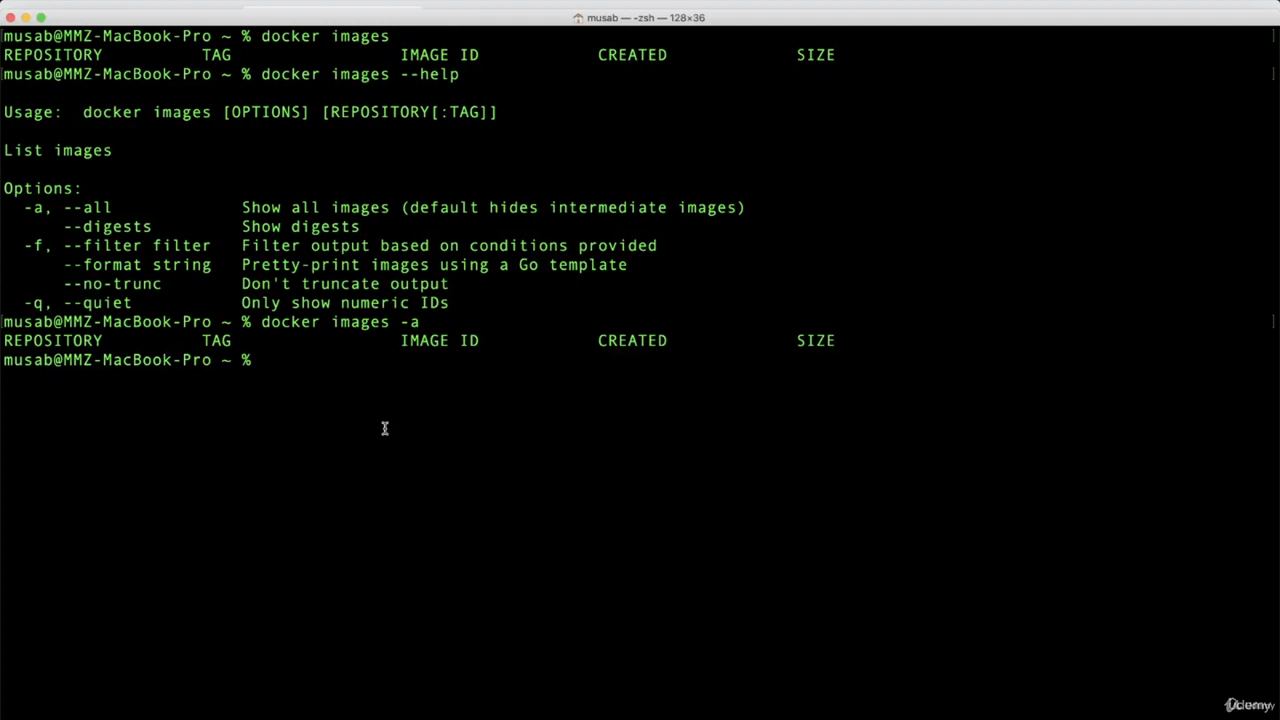 musab — -zsh — 128×36
musab@MMZ-MacBook-Pro ~ % docker images
REPOSITORY TAG IMAGE ID CREATED SIZE
musab@MMZ-MacBook-Pro ~ % docker images --help
Usage: docker images [OPTIONS] [REPOSITORY[:TAG]]
List images
Options:
-a, --all Show all images (default hides intermediate images)
--digests Show digests
-f, --filter filter Filter output based on conditions provided
--format string Pretty-print images using a Go template
--no-trunc Don't truncate output
-q, --quiet Only show numeric IDs
musab@MMZ-MacBook-Pro ~ % docker images -a
REPOSITORY TAG IMAGE ID CREATED SIZE
musab@MMZ-MacBook-Pro ~ %